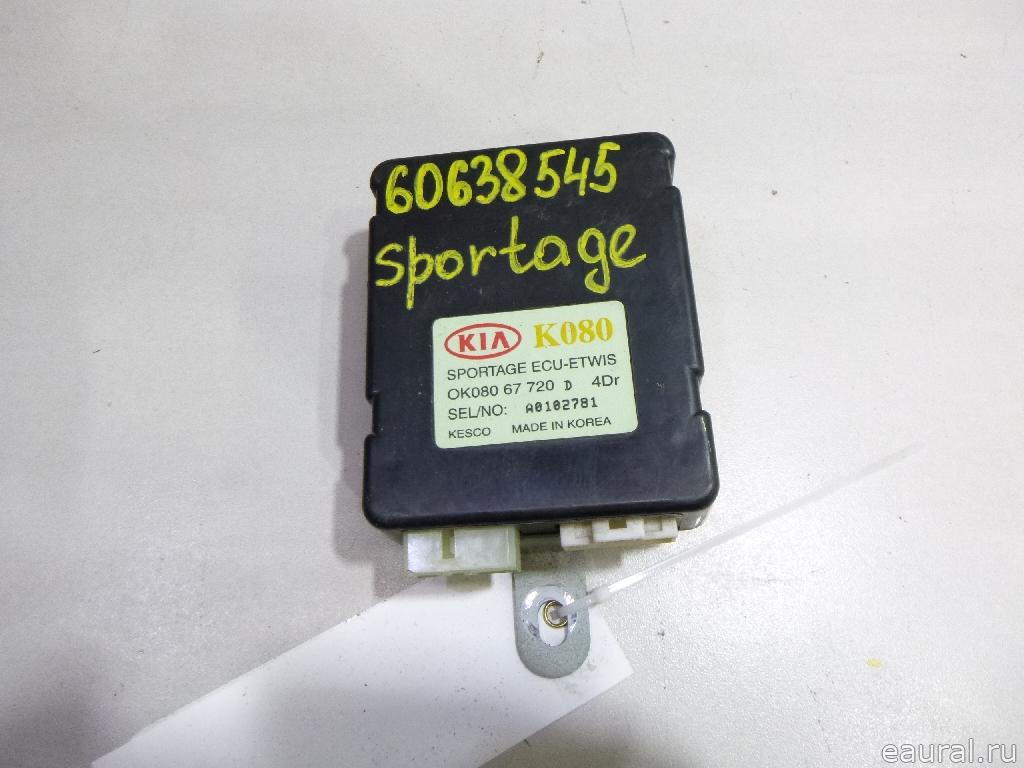 60638545
Sportage
KIA K080
SPORTAGE ECU-ETWIS
OK080 67 720 D 4Dr
SEL/NO: A0102781
KESCO MADE IN KOREA
eaural.ru